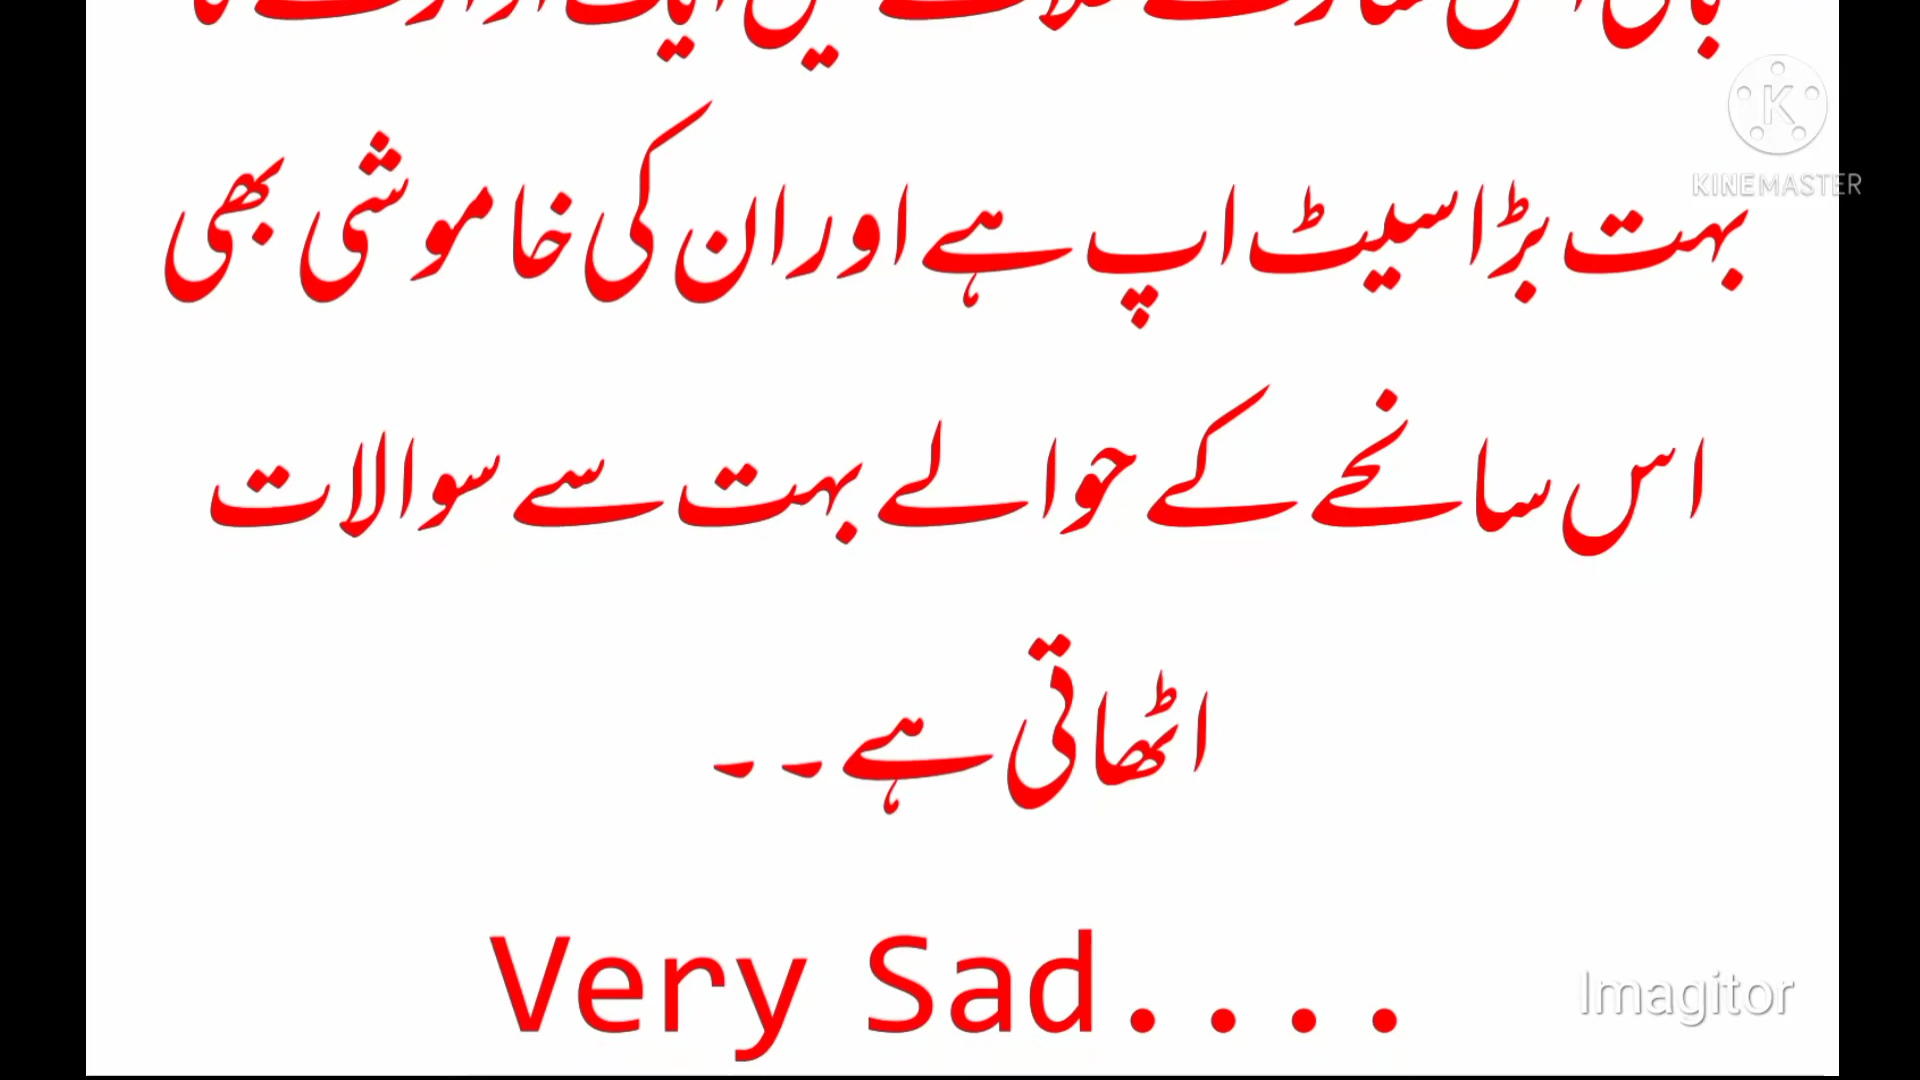 بہت بڑا سیٹ اپ ہے اور ان کی خاموشی بھی
اس سانحے کے حوالے بہت سے سوالات
اٹھاتی ہے۔۔
Very Sad....
KINEMASTER
Imagitor